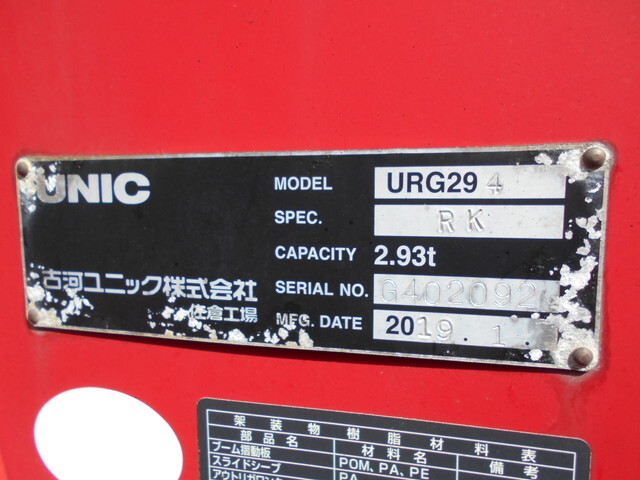 UNIC
MODEL URG29 4
SPEC. RK
CAPACITY 2.93t
古河ユニック株式会社
佐倉工場
SERIAL NO. G402092
MFG. DATE 2019.1.
架装物樹脂材料表
部品名 材料名 備考
ブーム摺動板
スライドシーブ POM、PA、PE